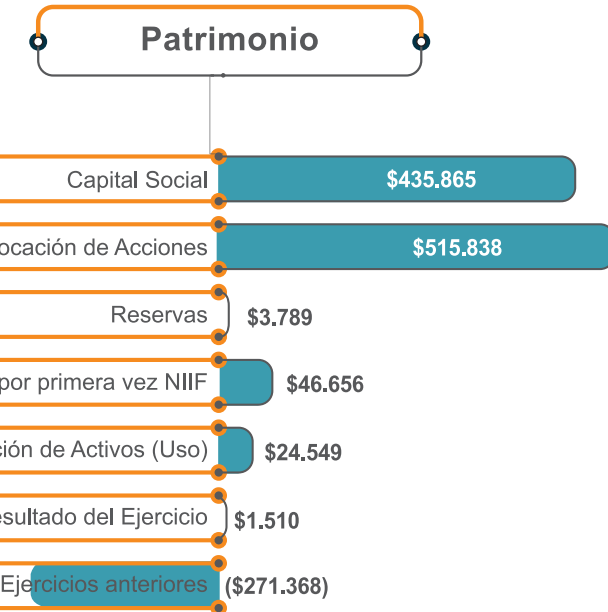 Patrimonio
Capital Social $435.865
ocación de Acciones $515.838
Reservas $3.789
por primera vez NIIF $46.656
ción de Activos (Uso) $24.549
esultado del Ejercicio $1.510
Ejercicios anteriores ($271.368)